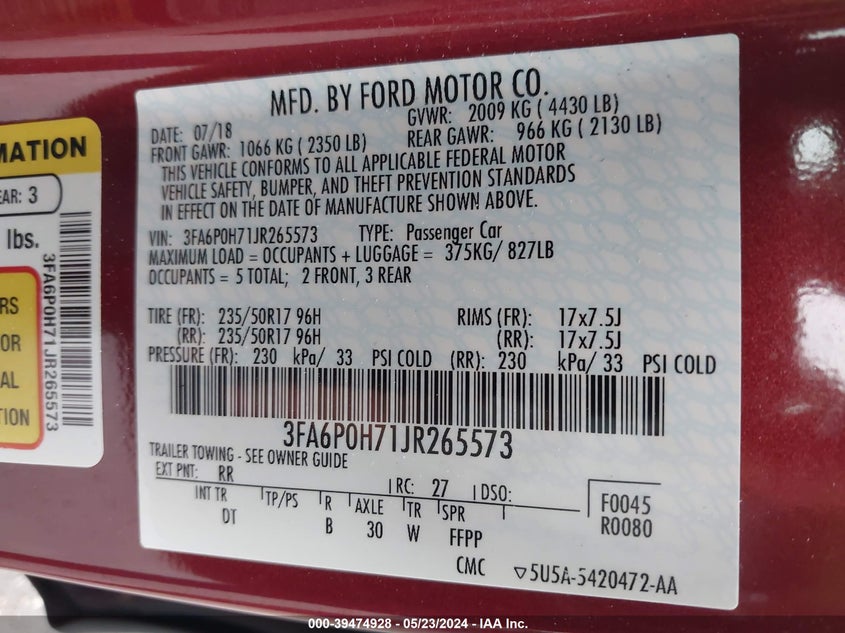 MFD. BY FORD MOTOR CO.
DATE: 07/18 GVWR: 2009 KG ( 4430 LB)
FRONT GAWR: 1066 KG ( 2350 LB) REAR GAWR: 966 KG ( 2130 LB)
THIS VEHICLE CONFORMS TO ALL APPLICABLE FEDERAL MOTOR
VEHICLE SAFETY, BUMPER, AND THEFT PREVENTION STANDARDS
IN EFFECT ON THE DATE OF MANUFACTURE SHOWN ABOVE.
VIN: 3FA6P0H71JR265573 TYPE: Passenger Car
MAXIMUM LOAD = OCCUPANTS + LUGGAGE = 375KG/ 827LB
OCCUPANTS = 5 TOTAL; 2 FRONT, 3 REAR
TIRE (FR): 235/50R17 96H RIMS (FR): 17x7.5J
(RR): 235/50R17 96H (RR): 17x7.5J
PRESSURE (FR): 230 kPa/ 33 PSI COLD (RR): 230 kPa/ 33 PSI COLD
3FA6P0H71JR265573
TRAILER TOWING - SEE OWNER GUIDE
EXT PNT: RR RC: 27 DSO: F0045
INT TR TP/PS R AXLE TR SPR R0080
DT B 30 W FFPP
CMC ▽5U5A-5420472-AA
MATION
EAR: 3
lbs.
RS
OR
AL
S
3FA6P0H71JR265573
000-39474928 - 05/23/2024 - IAA Inc.